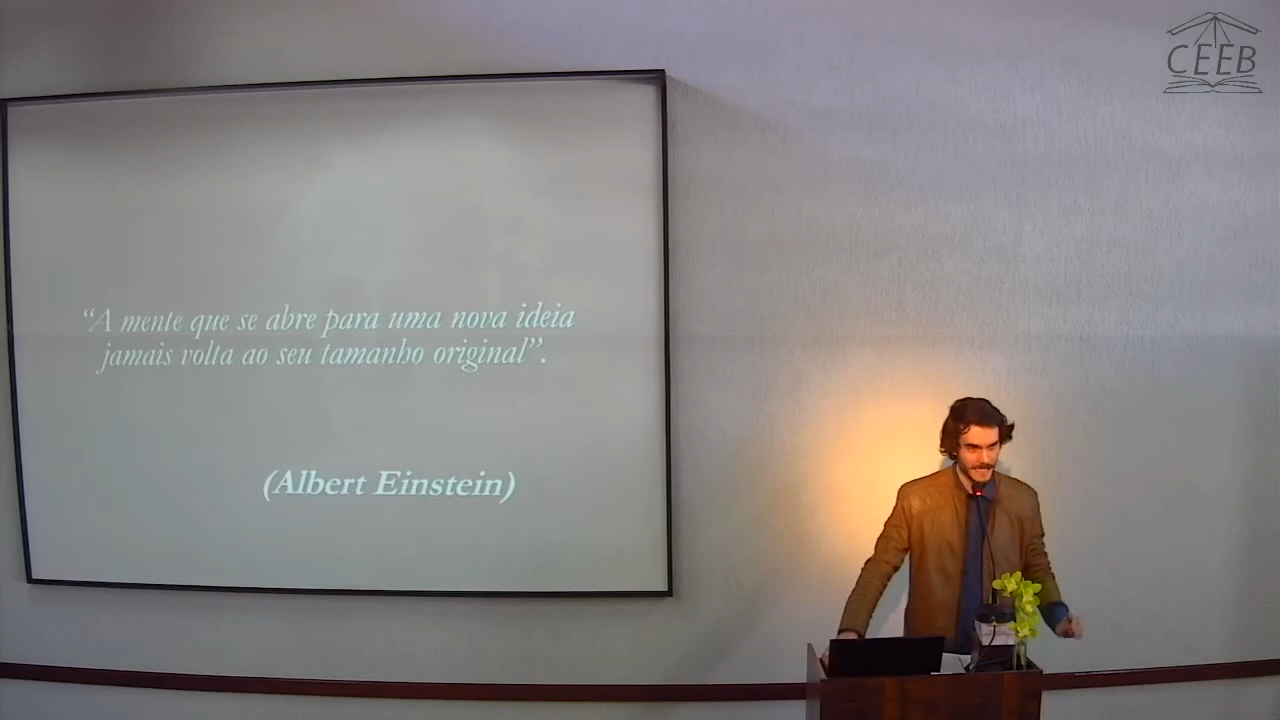 CEEB
“A mente que se abre para uma nova ideia
jamais volta ao seu tamanho original”.
(Albert Einstein)